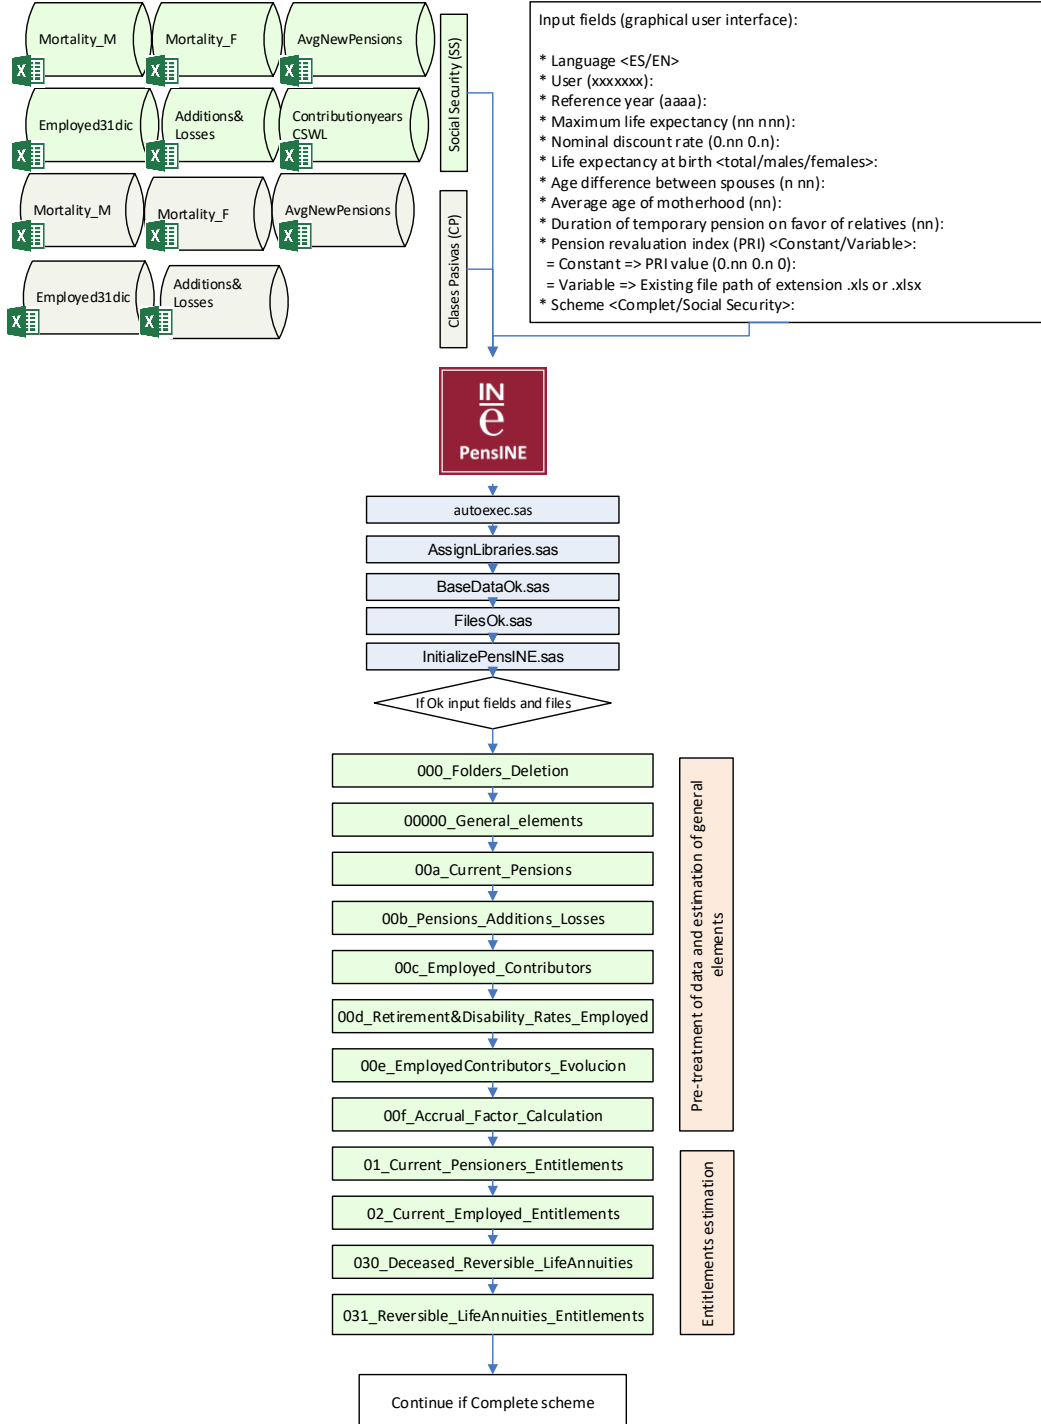 Mortality_M
Mortality_F
AvgNewPensions
Employed31dic
Additions&
Losses
Contributionyears
CSWL
Social Security (SS)
Mortality_M
Mortality_F
AvgNewPensions
Employed31dic
Additions&
Losses
Clases Pasivas (CP)
Input fields (graphical user interface):
* Language <ES/EN>
* User (xxxxxxx):
* Reference year (aaaa):
* Maximum life expectancy (nn nnn):
* Nominal discount rate (0.nn 0.n):
* Life expectancy at birth <total/males/females>:
* Age difference between spouses (n nn):
* Average age of motherhood (nn):
* Duration of temporary pension on favor of relatives (nn):
* Pension revaluation index (PRI) <Constant/Variable>:
= Constant => PRI value (0.nn 0.n 0):
= Variable => Existing file path of extension .xls or .xlsx
* Scheme <Complet/Social Security>:
IN
e
PensINE
autoexec.sas
AssignLibraries.sas
BaseDataOk.sas
FilesOk.sas
InitializePensINE.sas
If Ok input fields and files
000_Folders_Deletion
00000_General_elements
00a_Current_Pensions
00b_Pensions_Additions_Losses
00c_Employed_Contributors
00d_Retirement&Disability_Rates_Employed
00e_EmployedContributors_Evolucion
00f_Accrual_Factor_Calculation
Pre-treatment of data and estimation of general
elements
01_Current_Pensioners_Entitlements
02_Current_Employed_Entitlements
030_Deceased_Reversible_LifeAnnuities
031_Reversible_LifeAnnuities_Entitlements
Entitlements estimation
Continue if Complete scheme